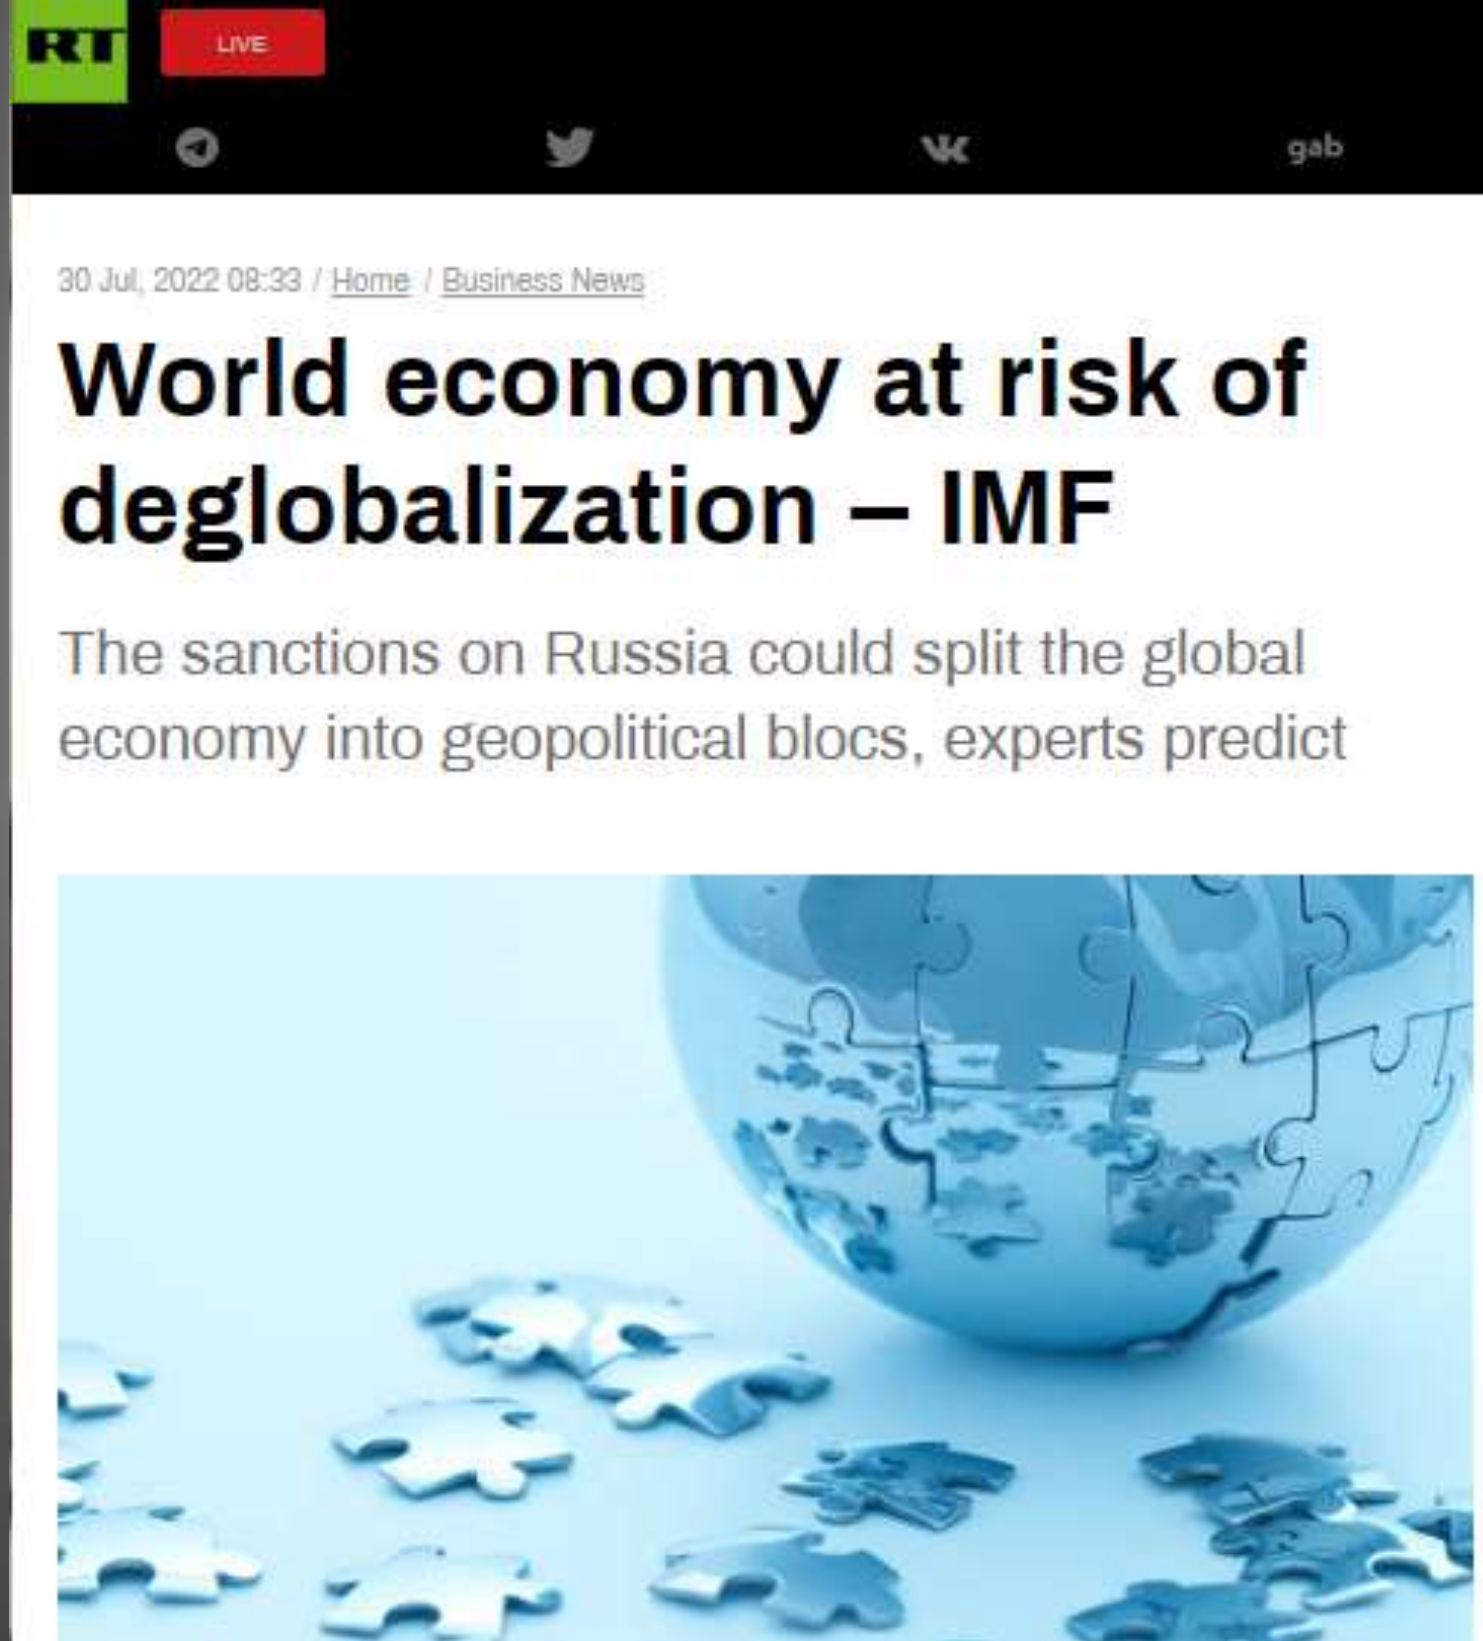 RT
LIVE
gab
30 Jul, 2022 08:33 / Home / Business News
World economy at risk of
deglobalization – IMF
The sanctions on Russia could split the global
economy into geopolitical blocs, experts predict